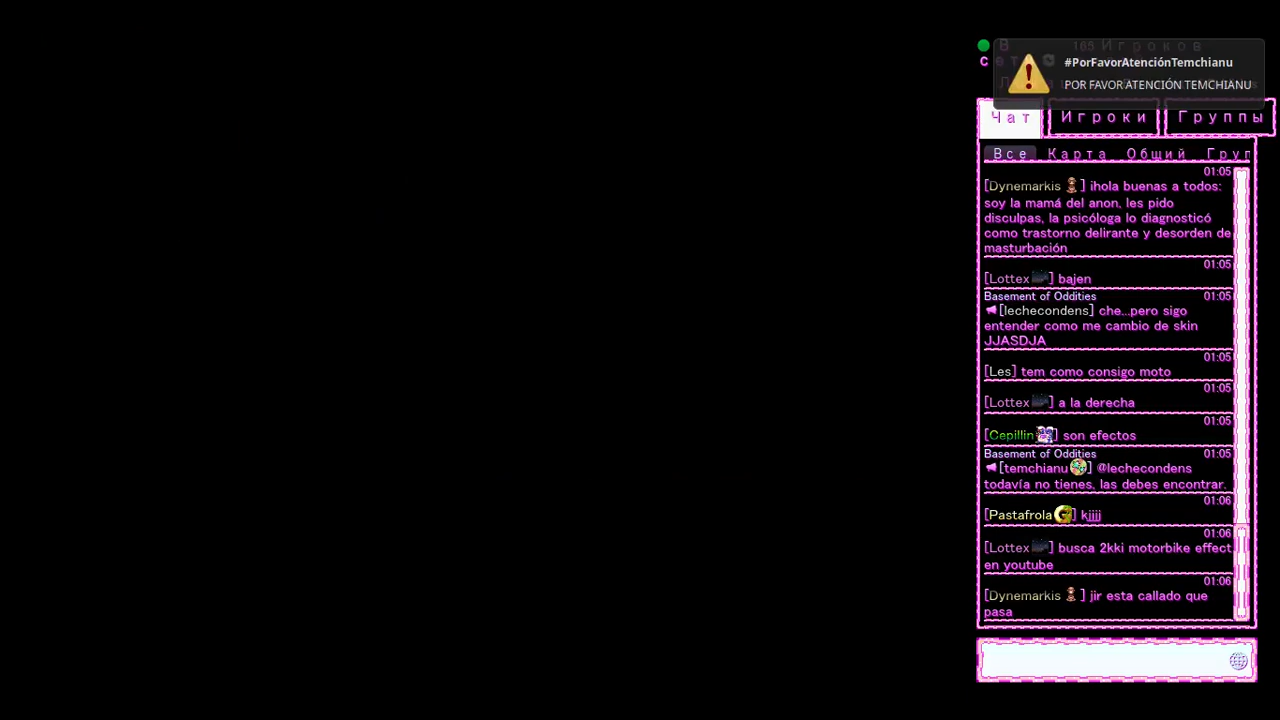 165 Игроков
#PorFavorAtenciónTemchianu
POR FAVOR ATENCIÓN TEMCHIANU
Чат Игроки Группы
Все Карта Общий Груп
01:05
[Dynemarkis] ¡hola buenas a todos:
soy la mamá del anon, les pido
disculpas, la psicóloga lo diagnosticó
como trastorno delirante y desorden de
masturbación
01:05
[Lottex] bajen
Basement of Oddities 01:05
[lechecondens] che...pero sigo
entender como me cambio de skin
JJASDJA
01:05
[Les] tem como consigo moto
01:05
[Lottex] a la derecha
01:05
[Cepillin] son efectos
Basement of Oddities 01:05
[temchianu] @lechecondens
todavía no tienes, las debes encontrar.
01:06
[Pastafrola] kjjjj
01:06
[Lottex] busca 2kki motorbike effect
en youtube
01:06
[Dynemarkis] jir esta callado que
pasa